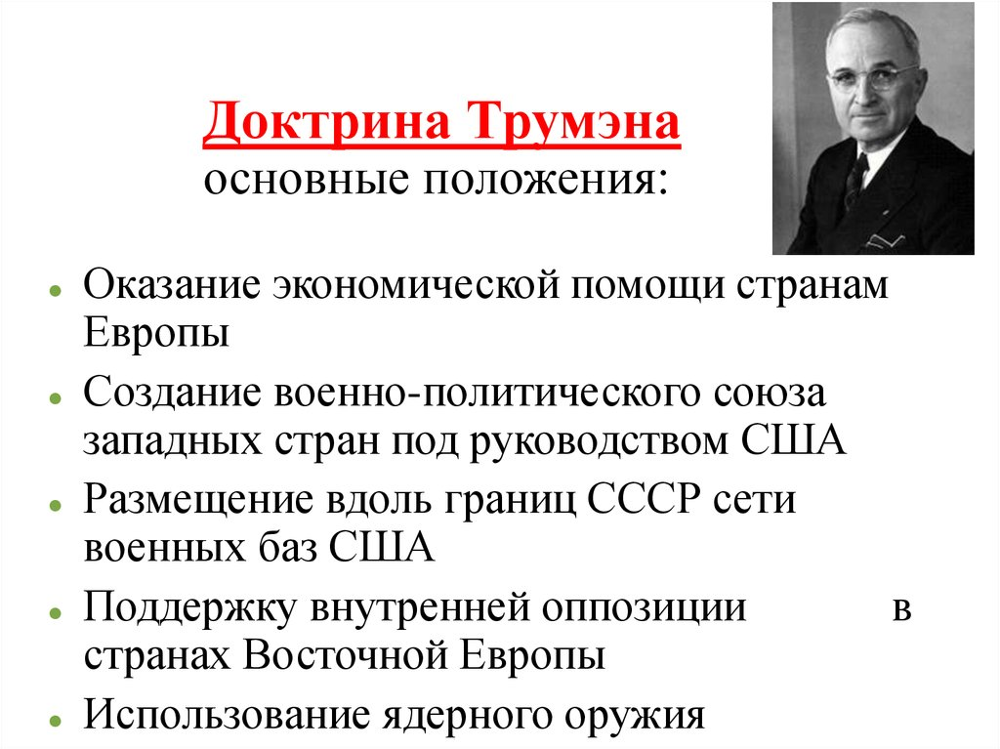 Доктрина Трумэна
основные положения:
Оказание экономической помощи странам
Европы
Создание военно-политического союза
западных стран под руководством США
Размещение вдоль границ СССР сети
военных баз США
Поддержку внутренней оппозиции в
странах Восточной Европы
Использование ядерного оружия